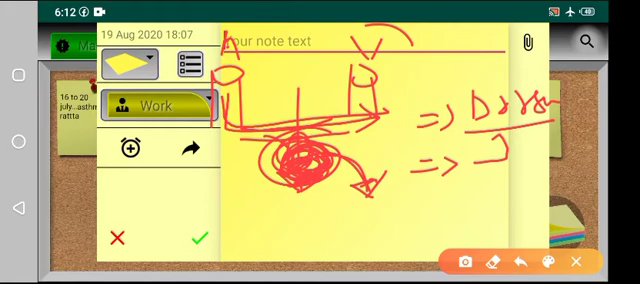 6:12
19 Aug 2020 18:07
your note text
16 to 20
july...asthm
rattta
Work